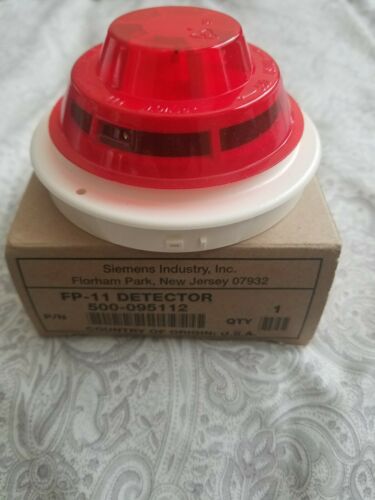 Siemens Industry, Inc.
Florham Park, New Jersey 07932
FP-11 DETECTOR
500-095112
P/N
QTY
1
COUNTRY OF ORIGIN: U.S.A.